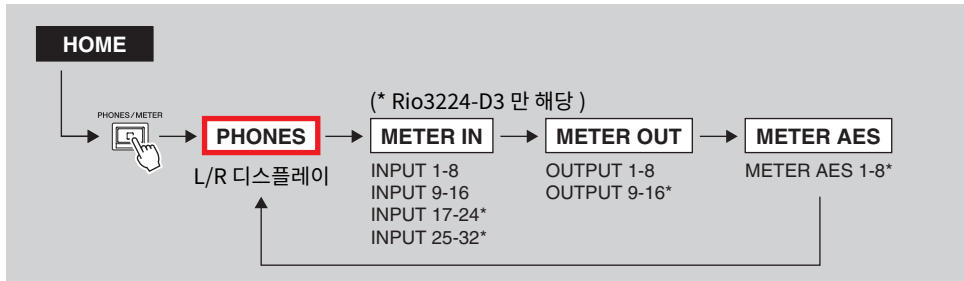 HOME
(* Rio3224-D3 만 해당 )
PHONES/METER
PHONES
METER IN
METER OUT
METER AES
L/R 디스플레이
INPUT 1-8
INPUT 9-16
INPUT 17-24*
INPUT 25-32*
OUTPUT 1-8
OUTPUT 9-16*
METER AES 1-8*